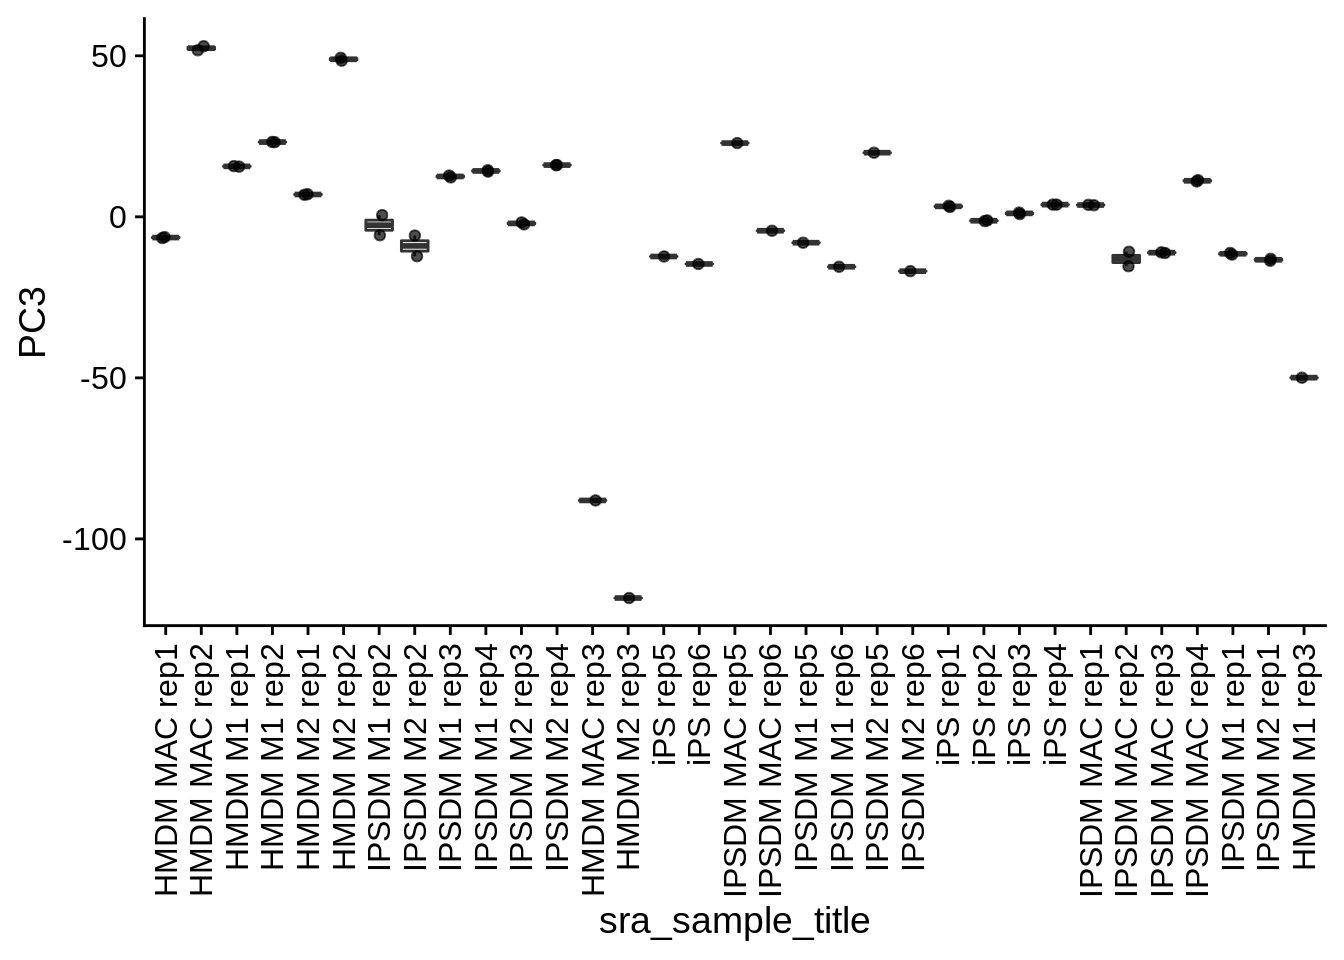 50
0
-50
-100
PC3
HMDM MAC rep1
HMDM MAC rep2
HMDM M1 rep1
HMDM M1 rep2
HMDM M2 rep1
HMDM M2 rep2
IPSDM M1 rep2
IPSDM M2 rep2
IPSDM M1 rep3
IPSDM M1 rep4
IPSDM M2 rep3
IPSDM M2 rep4
HMDM MAC rep3
HMDM M2 rep3
iPS rep5
iPS rep6
IPSDM MAC rep5
IPSDM MAC rep6
IPSDM M1 rep5
IPSDM M1 rep6
IPSDM M2 rep5
IPSDM M2 rep6
iPS rep1
iPS rep2
iPS rep3
iPS rep4
IPSDM MAC rep1
IPSDM MAC rep2
IPSDM MAC rep3
IPSDM MAC rep4
IPSDM M1 rep1
IPSDM M2 rep1
HMDM M1 rep3
sra_sample_title